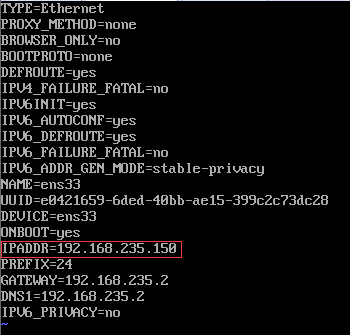 TYPE=Ethernet
PROXY_METHOD=none
BROWSER_ONLY=no
BOOTPROTO=none
DEFROUTE=yes
IPV4_FAILURE_FATAL=no
IPV6INIT=yes
IPV6_AUTOCONF=yes
IPV6_DEFROUTE=yes
IPV6_FAILURE_FATAL=no
IPV6_ADDR_GEN_MODE=stable-privacy
NAME=ens33
UUID=e0421659-6ded-40bb-ae15-399c2c73dc28
DEVICE=ens33
ONBOOT=yes
IPADDR=192.168.235.150
PREFIX=24
GATEWAY=192.168.235.2
DNS1=192.168.235.2
IPV6_PRIVACY=no
~